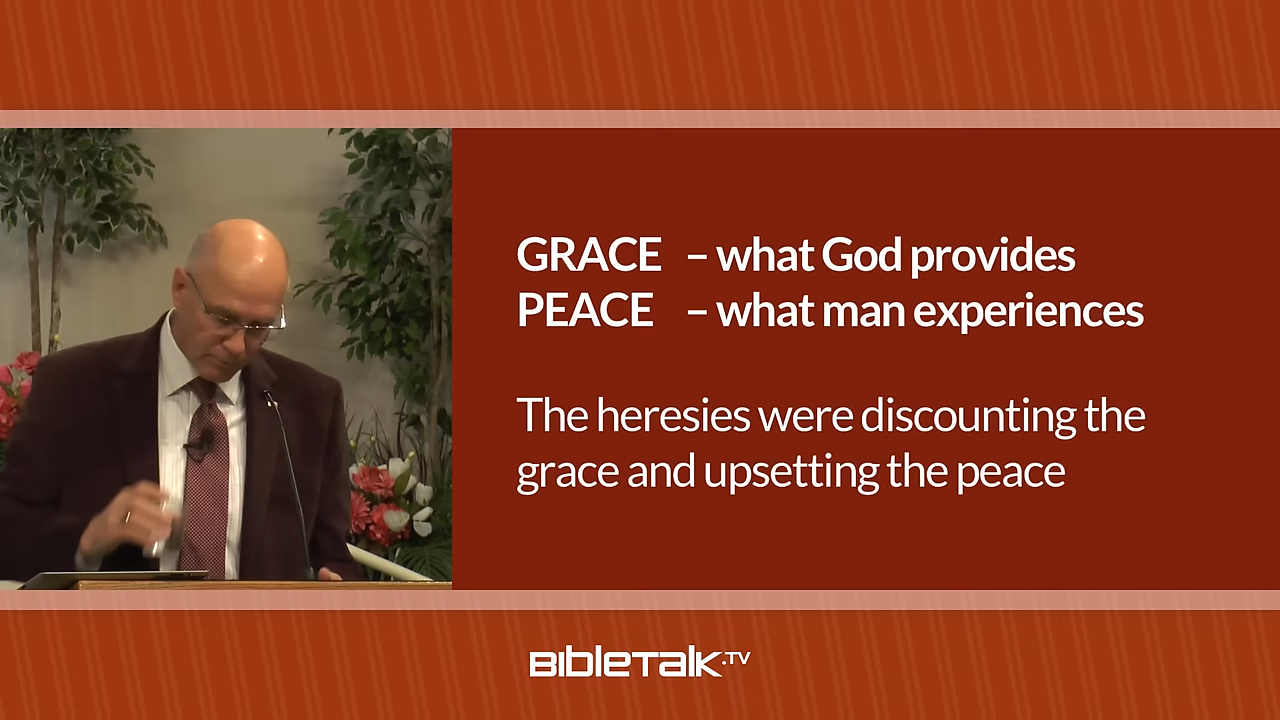 GRACE – what God provides
PEACE – what man experiences
The heresies were discounting the
grace and upsetting the peace
BIBLETALK.TV